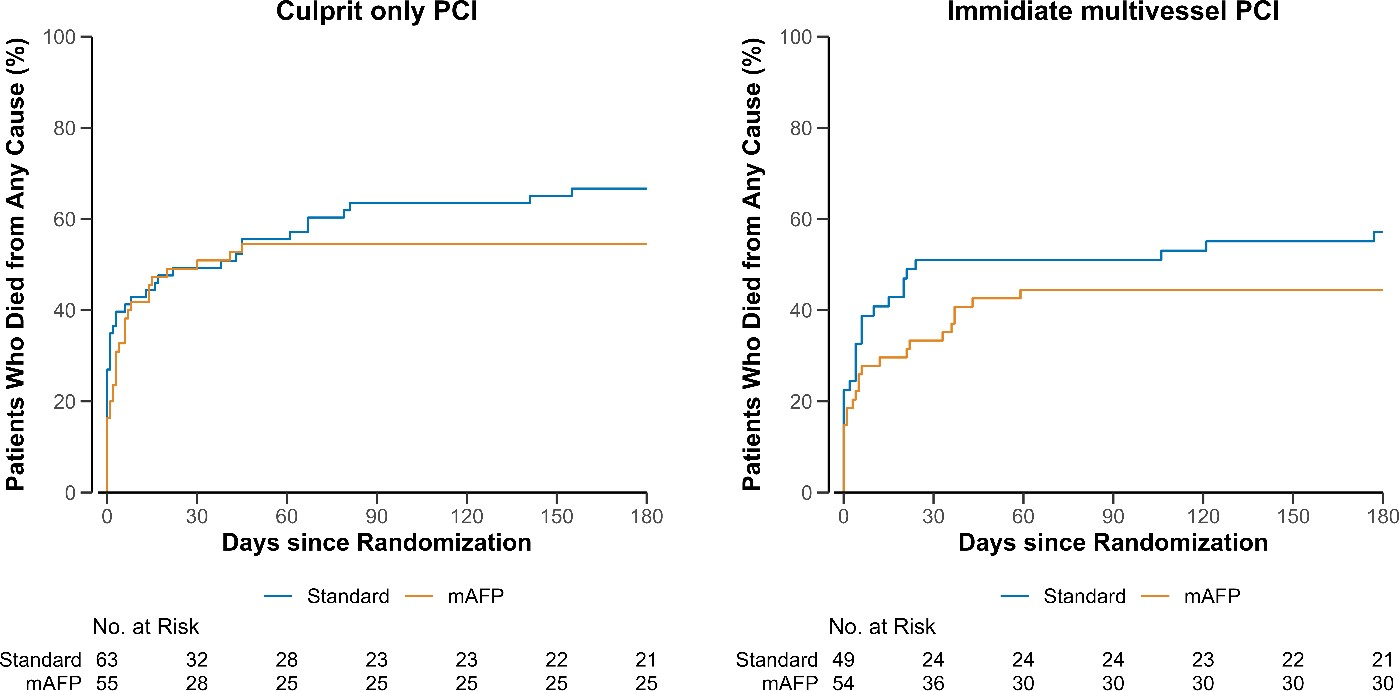 Culprit only PCI
Patients Who Died from Any Cause (%)
100
80
60
40
20
0
0 30 60 90 120 150 180
Days since Randomization
Standard mAFP
No. at Risk
Standard 63 32 28 23 23 22 21
mAFP 55 28 25 25 25 25 25
Immidiate multivessel PCI
Patients Who Died from Any Cause (%)
100
80
60
40
20
0
0 30 60 90 120 150 180
Days since Randomization
Standard mAFP
No. at Risk
Standard 49 24 24 24 23 22 21
mAFP 54 36 30 30 30 30 30